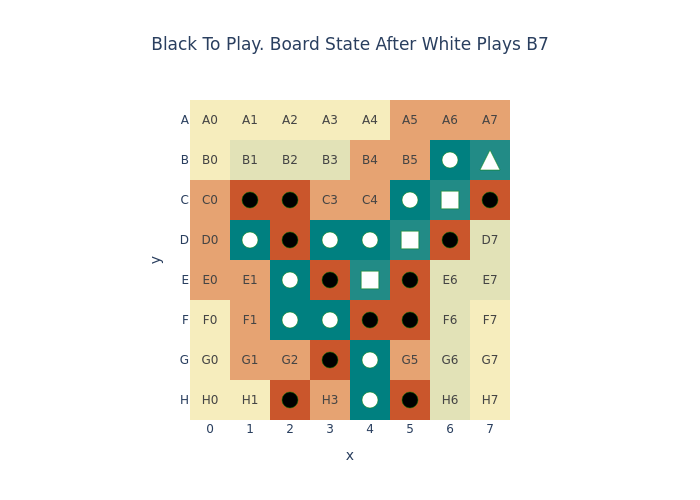 Black To Play. Board State After White Plays B7
A A0 A1 A2 A3 A4 A5 A6 A7
B B0 B1 B2 B3 B4 B5
C C0 C3 C4
D D0 D7
E E0 E1 E6 E7
F F0 F1 F6 F7
G G0 G1 G2 G5 G6 G7
H H0 H1 H3 H6 H7
0 1 2 3 4 5 6 7
x
y